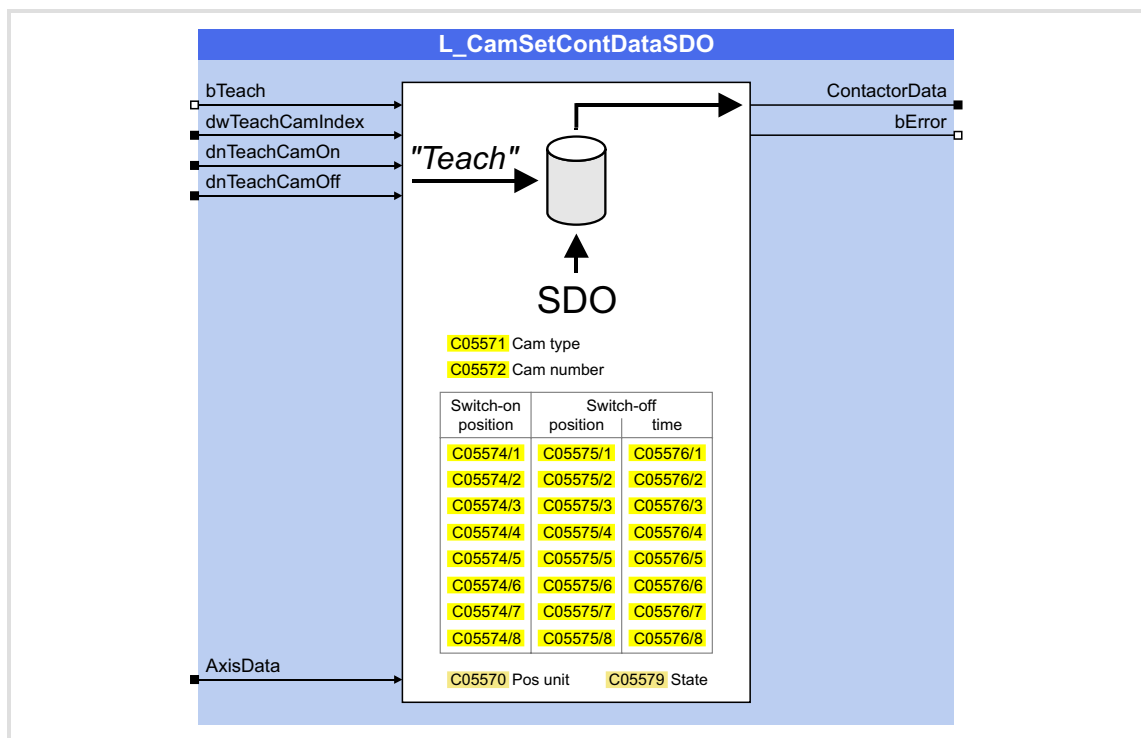 L_CamSetContDataSDO
bTeach
dwTeachCamIndex
dnTeachCamOn
dnTeachCamOff
AxisData
"Teach"
SDO
C05571 Cam type
C05572 Cam number
Switch-on Switch-off
position position time
C05574/1 C05575/1 C05576/1
C05574/2 C05575/2 C05576/2
C05574/3 C05575/3 C05576/3
C05574/4 C05575/4 C05576/4
C05574/5 C05575/5 C05576/5
C05574/6 C05575/6 C05576/6
C05574/7 C05575/7 C05576/7
C05574/8 C05575/8 C05576/8
C05570 Pos unit C05579 State
ContactorData
bError